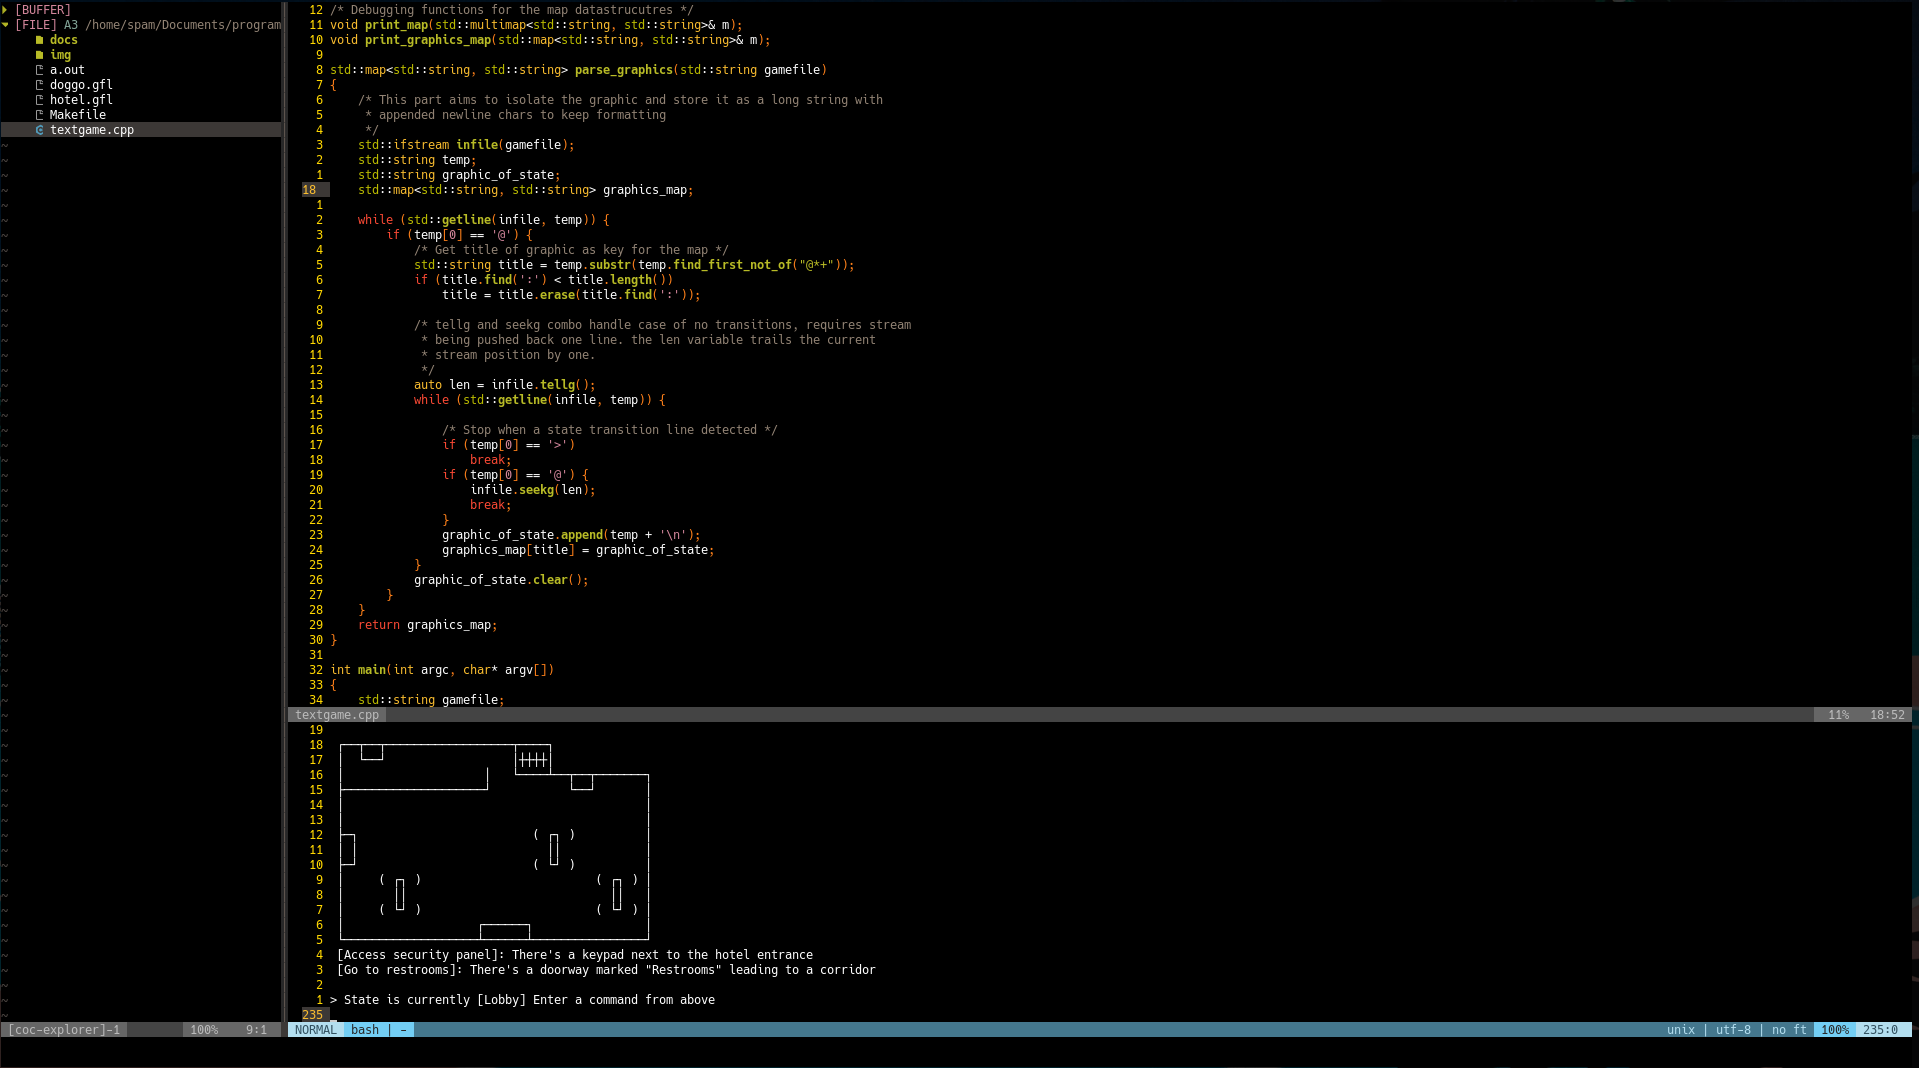 [BUFFER]
[FILE] A3 /home/spam/Documents/program
docs
img
a.out
doggo.gfl
hotel.gfl
Makefile
textgame.cpp
[coc-explorer]-1 100% 9:1
12 /* Debugging functions for the map datastrucutres */
11 void print_map(std::multimap<std::string, std::string>& m);
10 void print_graphics_map(std::map<std::string, std::string>& m);
9
8 std::map<std::string, std::string> parse_graphics(std::string gamefile)
7 {
6     /* This part aims to isolate the graphic and store it as a long string with
5      * appended newline chars to keep formatting
4      */
3     std::ifstream infile(gamefile);
2     std::string temp;
1     std::string graphic_of_state;
18     std::map<std::string, std::string> graphics_map;
1
2     while (std::getline(infile, temp)) {
3         if (temp[0] == '@') {
4             /* Get title of graphic as key for the map */
5             std::string title = temp.substr(temp.find_first_not_of("@*+"));
6             if (title.find(':') < title.length())
7                 title = title.erase(title.find(':'));
8
9             /* tellg and seekg combo handle case of no transitions, requires stream
10              * being pushed back one line. the len variable trails the current
11              * stream position by one.
12              */
13             auto len = infile.tellg();
14             while (std::getline(infile, temp)) {
15
16                 /* Stop when a state transition line detected */
17                 if (temp[0] == '>')
18                     break;
19                 if (temp[0] == '@') {
20                     infile.seekg(len);
21                     break;
22                 }
23                 graphic_of_state.append(temp + '\n');
24                 graphics_map[title] = graphic_of_state;
25             }
26             graphic_of_state.clear();
27         }
28     }
29     return graphics_map;
30 }
31
32 int main(int argc, char* argv[])
33 {
34     std::string gamefile;
textgame.cpp 11% 18:52
19
18
17
16
15
14
13
12 ( )
11
10 ( )
9 ( ) ( )
8
7 ( ) ( )
6
5
4 [Access security panel]: There's a keypad next to the hotel entrance
3 [Go to restrooms]: There's a doorway marked "Restrooms" leading to a corridor
2
1 > State is currently [Lobby] Enter a command from above
235
NORMAL bash | - unix | utf-8 | no ft 100% 235:0